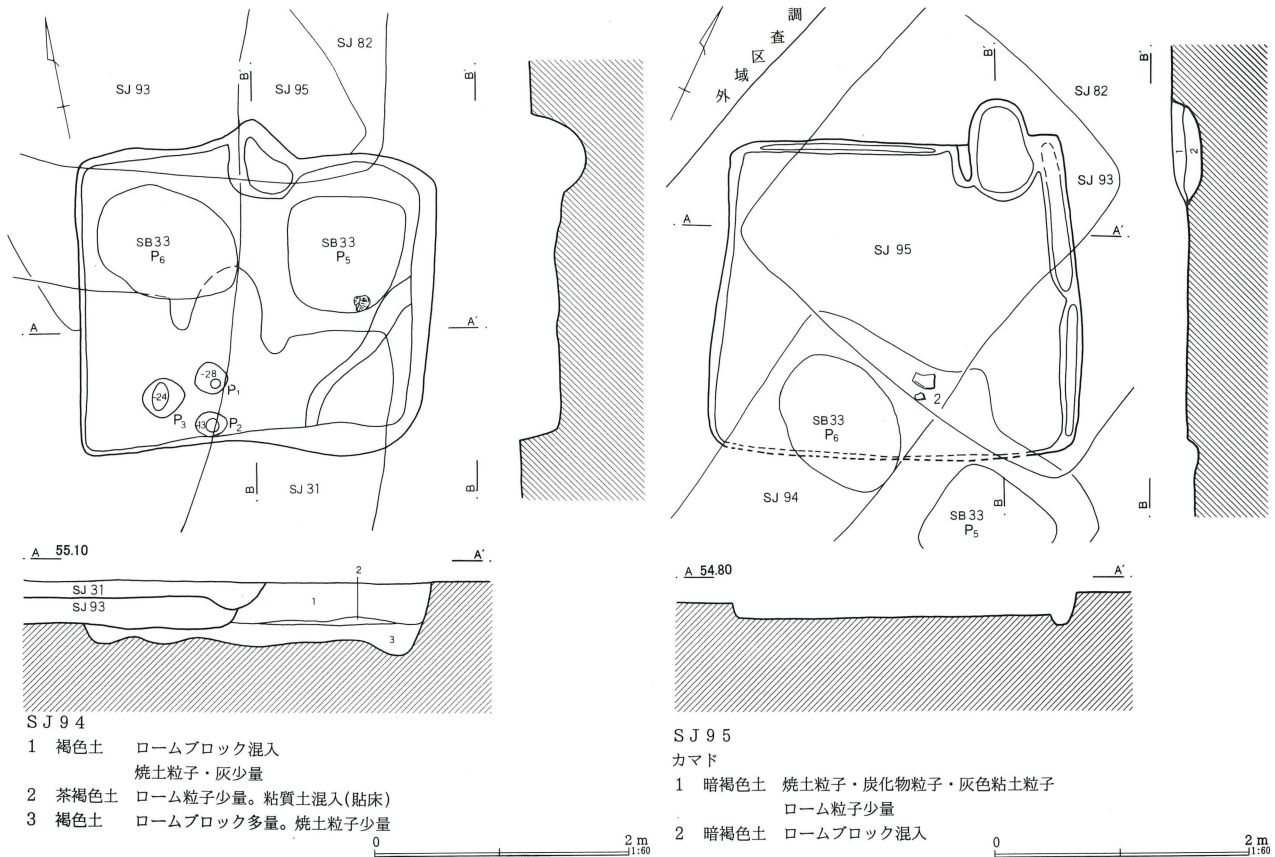 SJ 82
SJ 93
B'
SJ 95
B'
SB33
P6
SB33
P5
A
A'
-28
P1
-24
P3
-13
P2
B
SJ 31
B
A 55.10
A'
2
SJ 31
SJ 93
1
3
SJ94
1 褐色土 ロームブロック混入
焼土粒子・灰少量
2 茶褐色土 ローム粒子少量。粘質土混入(貼床)
3 褐色土 ロームブロック多量。焼土粒子少量
0 2m
1:60
調査区域外
B'
B'
SJ 82
1
2
SJ 93
A
A'
SJ 95
2
SB33
P6
SJ 94
B
B
SB33
P5
A 54.80
A'
SJ95
カマド
1 暗褐色土 焼土粒子・炭化物粒子・灰色粘土粒子
ローム粒子少量
2 暗褐色土 ロームブロック混入
0 2m
1:60